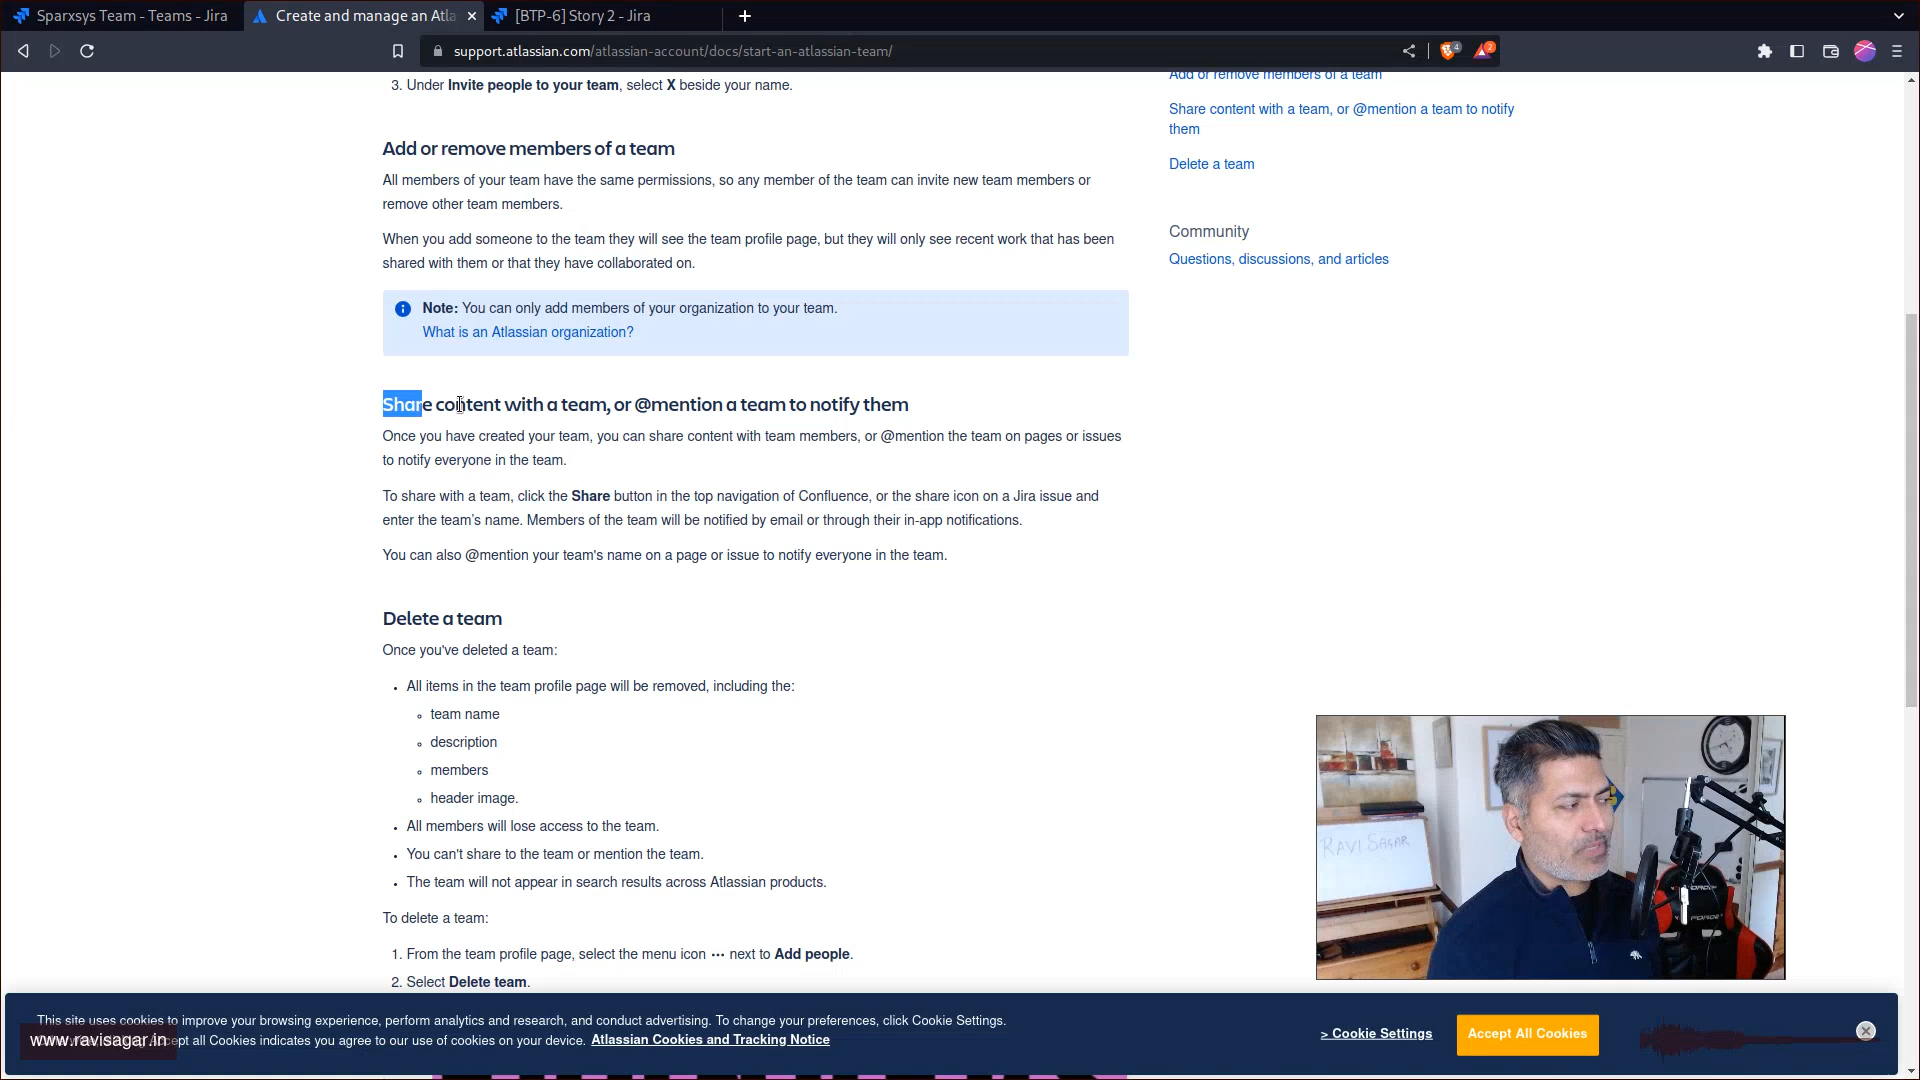 Sparxsys Team - Teams - Jira
Create and manage an Atla
[BTP-6] Story 2 - Jira
support.atlassian.com/atlassian-account/docs/start-an-atlassian-team/
4
2
3. Under Invite people to your team, select X beside your name.
Add or remove members of a team
All members of your team have the same permissions, so any member of the team can invite new team members or
remove other team members.
When you add someone to the team they will see the team profile page, but they will only see recent work that has been
shared with them or that they have collaborated on.
Note: You can only add members of your organization to your team.
What is an Atlassian organization?
Share content with a team, or @mention a team to notify them
Once you have created your team, you can share content with team members, or @mention the team on pages or issues
to notify everyone in the team.
To share with a team, click the Share button in the top navigation of Confluence, or the share icon on a Jira issue and
enter the team's name. Members of the team will be notified by email or through their in-app notifications.
You can also @mention your team's name on a page or issue to notify everyone in the team.
Delete a team
Once you've deleted a team:
• All items in the team profile page will be removed, including the:
◦ team name
◦ description
◦ members
◦ header image.
• All members will lose access to the team.
• You can't share to the team or mention the team.
• The team will not appear in search results across Atlassian products.
To delete a team:
1. From the team profile page, select the menu icon ••• next to Add people.
2. Select Delete team.
Add or remove members of a team
Share content with a team, or @mention a team to notify
them
Delete a team
Community
Questions, discussions, and articles
RAVI SAGAR
This site uses cookies to improve your browsing experience, perform analytics and research, and conduct advertising. To change your preferences, click Cookie Settings.
www.ravisagar.in
ept all Cookies indicates you agree to our use of cookies on your device. Atlassian Cookies and Tracking Notice
> Cookie Settings
Accept All Cookies